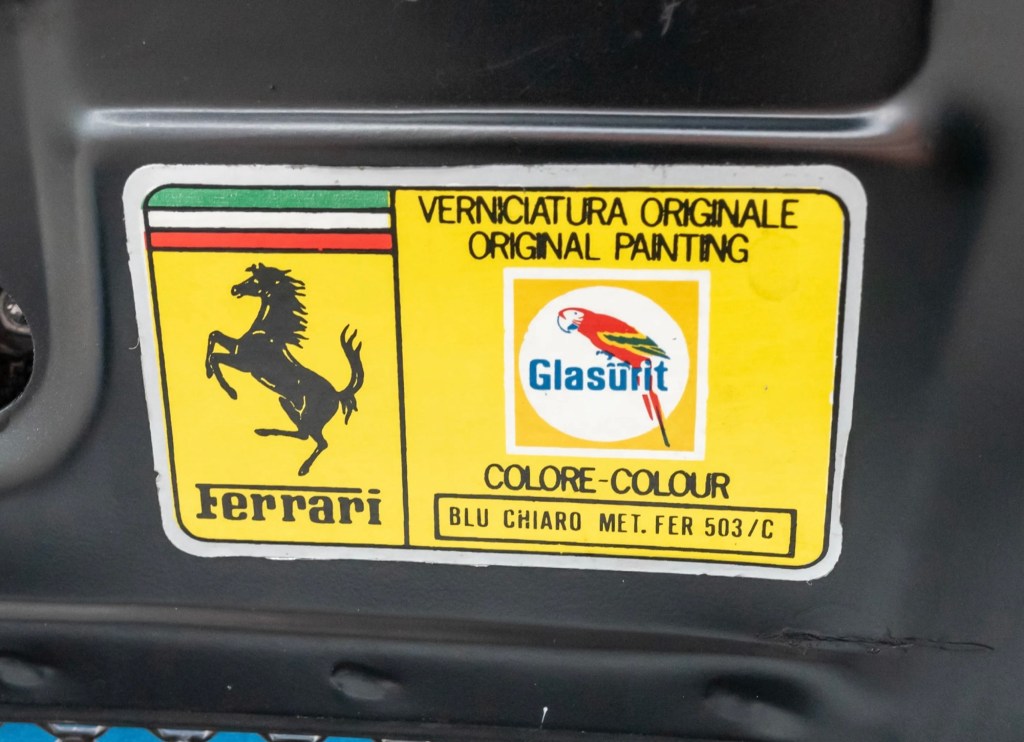 VERNICIATURA ORIGINALE
ORIGINAL PAINTING
Glasurit
COLORE-COLOUR
BLU CHIARO MET. FER 503/C
Ferrari